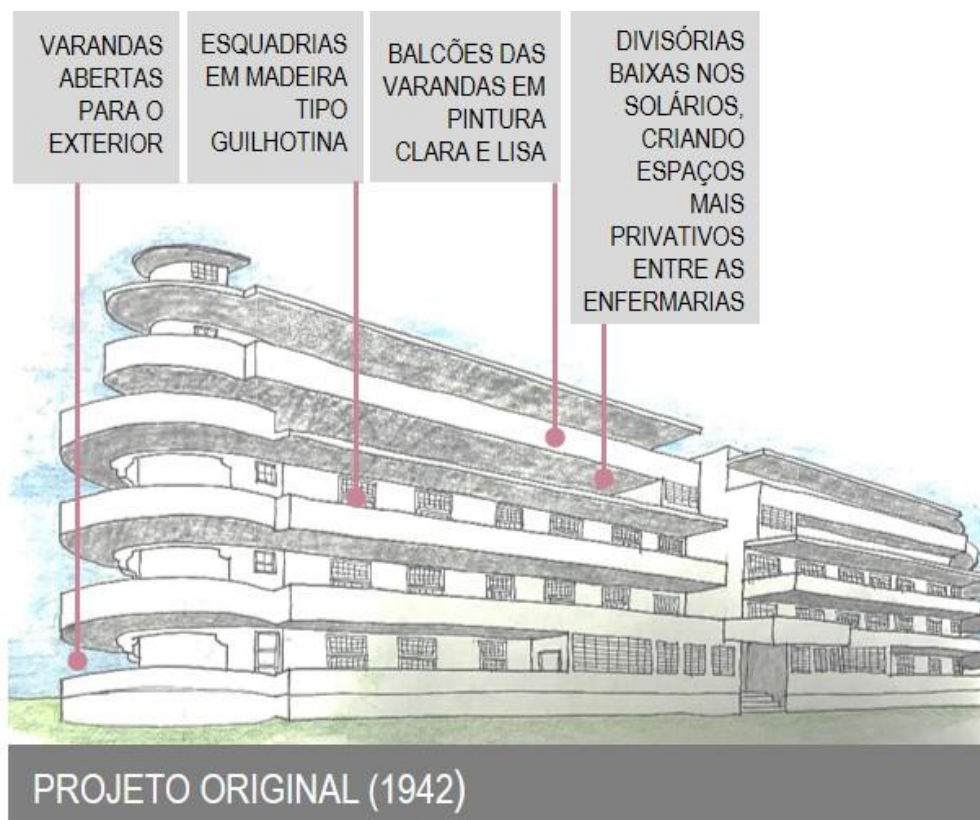 VARANDAS
ABERTAS
PARA O
EXTERIOR
ESQUADRIAS
EM MADEIRA
TIPO
GUILHOTINA
BALCÕES DAS
VARANDAS EM
PINTURA
CLARA E LISA
DIVISÓRIAS
BAIXAS NOS
SOLÁRIOS,
CRIANDO
ESPAÇOS
MAIS
PRIVATIVOS
ENTRE AS
ENFERMARIAS
PROJETO ORIGINAL (1942)